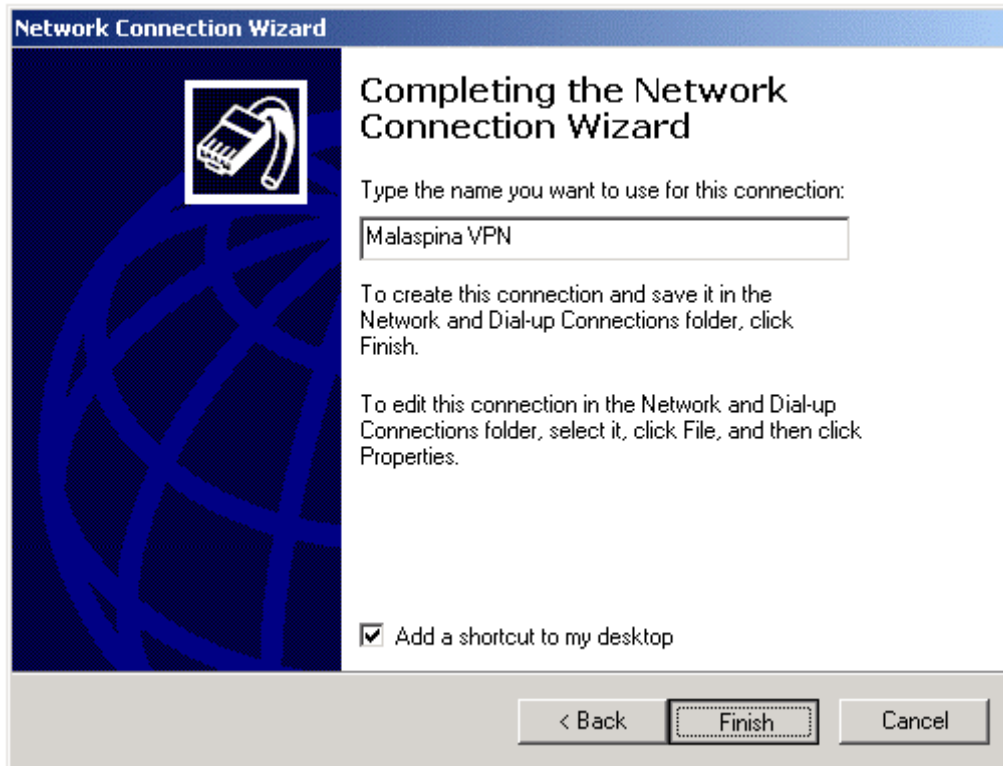 Network Connection Wizard
Completing the Network
Connection Wizard
Type the name you want to use for this connection:
Malaspina VPN
To create this connection and save it in the
Network and Dial-up Connections folder, click
Finish.
To edit this connection in the Network and Dial-up
Connections folder, select it, click File, and then click
Properties.
Add a shortcut to my desktop
< Back
Finish
Cancel